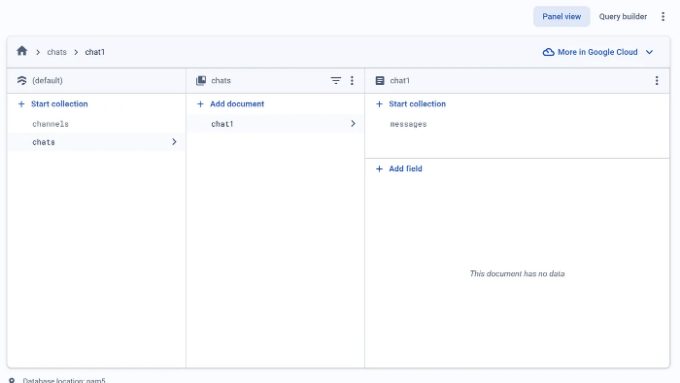 Panel view Query builder
chats chat1 More in Google Cloud
(default) chats chat1
Start collection Add document Start collection
channels chat1 messages
chats
Add field
This document has no data
Database location: nam5